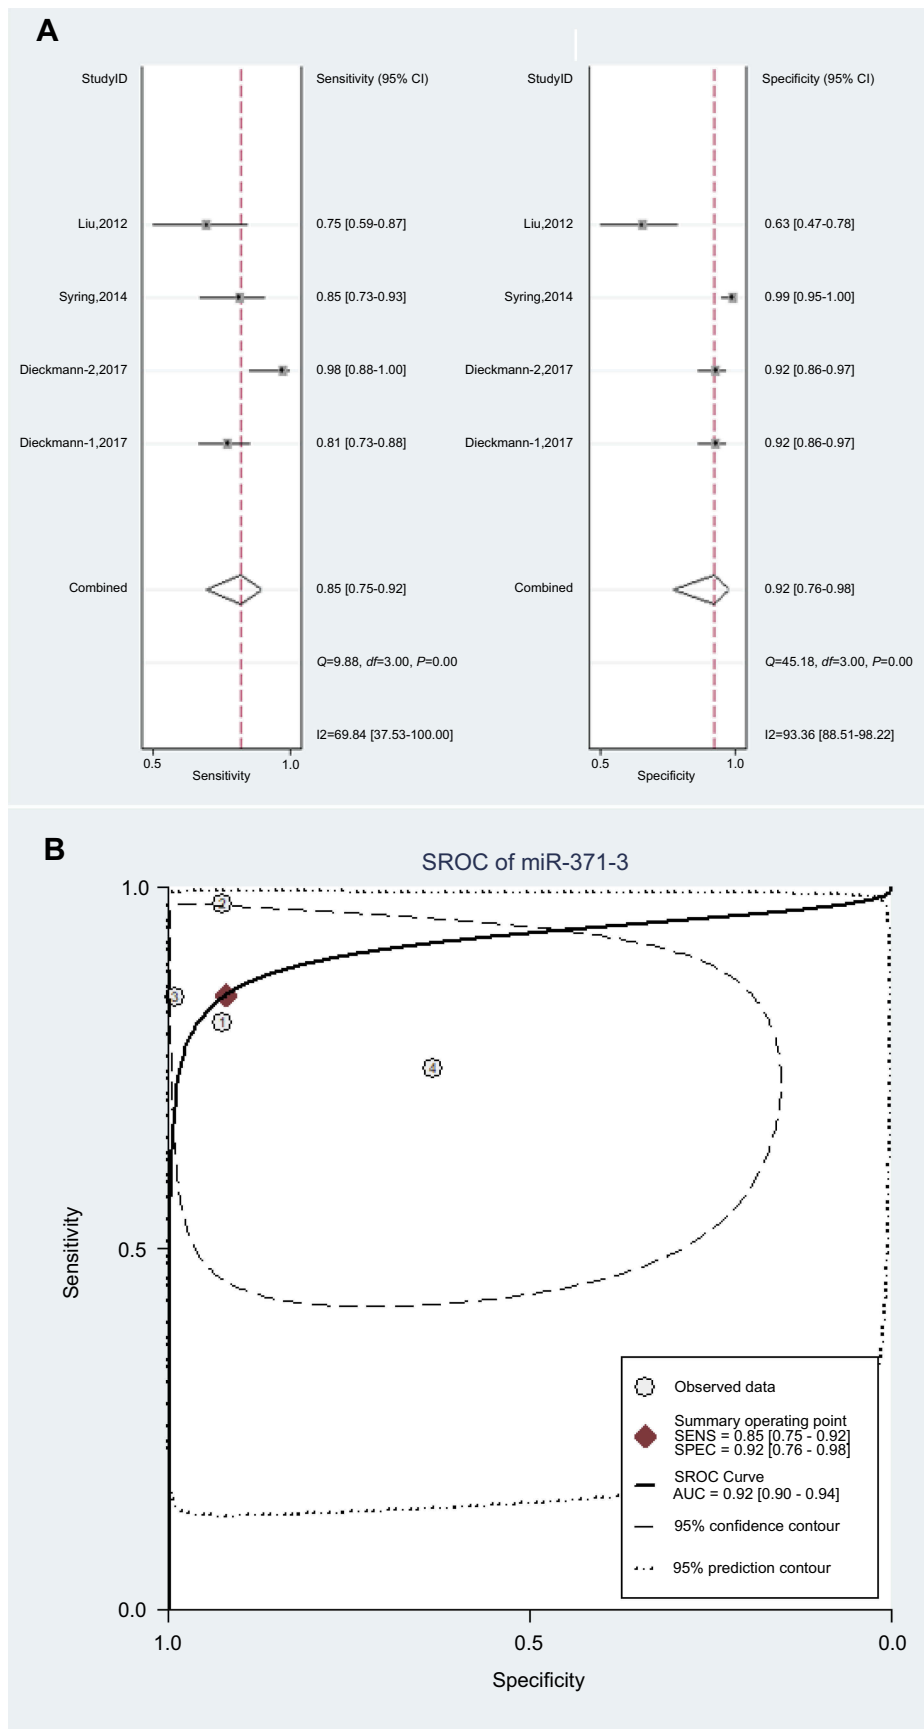 A
StudyID
Sensitivity (95% CI)
Liu,2012
0.75 [0.59-0.87]
Syring,2014
0.85 [0.73-0.93]
Dieckmann-2,2017
0.98 [0.88-1.00]
Dieckmann-1,2017
0.81 [0.73-0.88]
Combined
0.85 [0.75-0.92]
Q=9.88, df=3.00, P=0.00
I2=69.84 [37.53-100.00]
0.5
1.0
Sensitivity
StudyID
Specificity (95% CI)
Liu,2012
0.63 [0.47-0.78]
Syring,2014
0.99 [0.95-1.00]
Dieckmann-2,2017
0.92 [0.86-0.97]
Dieckmann-1,2017
0.92 [0.86-0.97]
Combined
0.92 [0.76-0.98]
Q=45.18, df=3.00, P=0.00
I2=93.36 [88.51-98.22]
0.5
1.0
Specificity
B
SROC of miR-371-3
1.0
2
3
1
4
0.5
Sensitivity
Observed data
Summary operating point
SENS = 0.85 [0.75 - 0.92]
SPEC = 0.92 [0.76 - 0.98]
SROC Curve
AUC = 0.92 [0.90 - 0.94]
95% confidence contour
95% prediction contour
0.0
1.0
0.5
0.0
Specificity